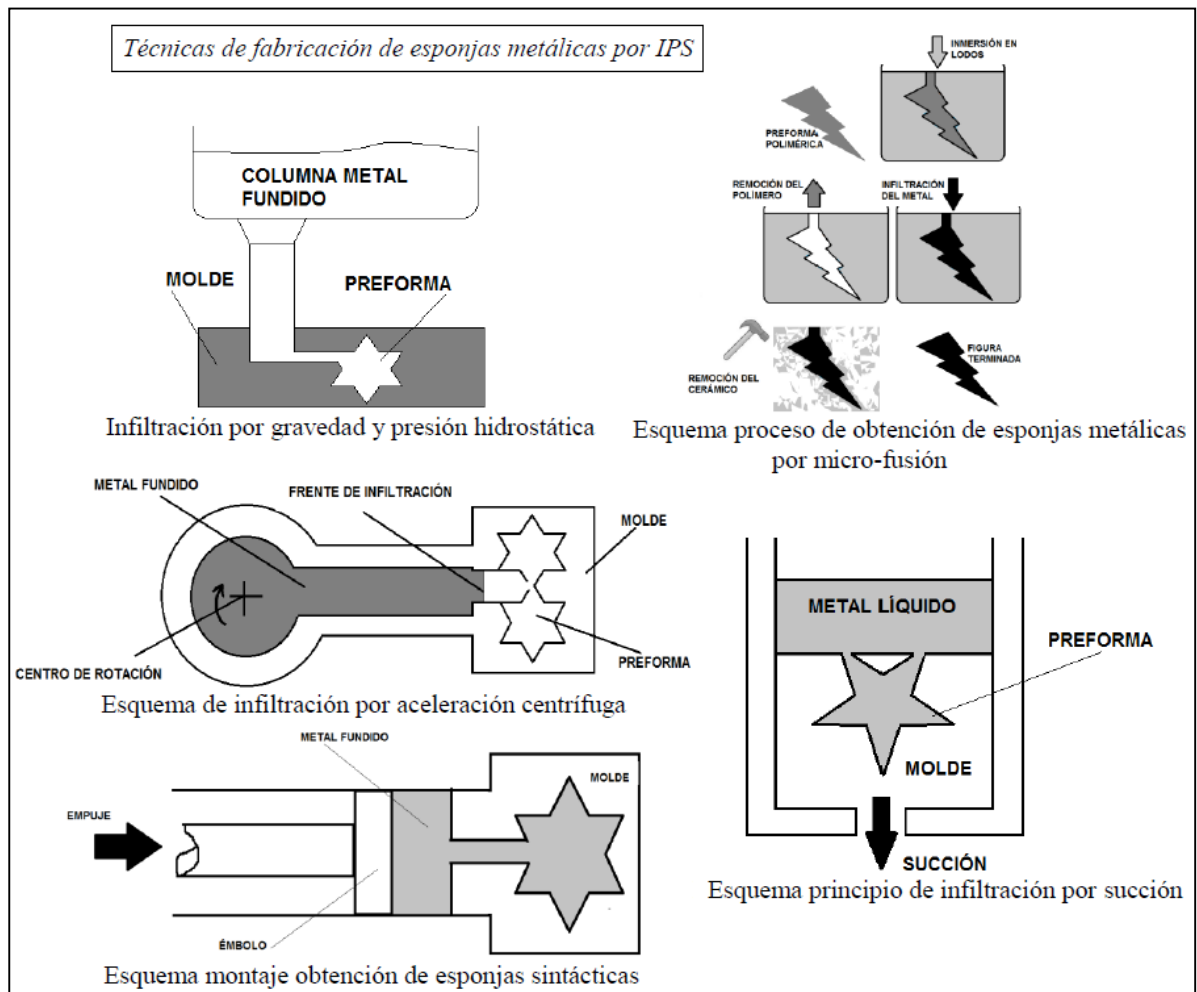 Técnicas de fabricación de esponjas metálicas por IPS
COLUMNA METAL
FUNDIDO
MOLDE
PREFORMA
Infiltración por gravedad y presión hidrostática
INMERSIÓN EN
LODOS
PREFORMA
POLIMÉRICA
REMOCIÓN DEL
POLÍMERO
INFILTRACIÓN
DEL METAL
REMOCIÓN DEL
CERÁMICO
FIGURA
TERMINADA
Esquema proceso de obtención de esponjas metálicas
por micro-fusión
METAL FUNDIDO
FRENTE DE INFILTRACIÓN
MOLDE
CENTRO DE ROTACIÓN
PREFORMA
Esquema de infiltración por aceleración centrífuga
METAL LÍQUIDO
PREFORMA
MOLDE
SUCCIÓN
Esquema principio de infiltración por succión
METAL FUNDIDO
MOLDE
EMPUJE
ÉMBOLO
Esquema montaje obtención de esponjas sintácticas